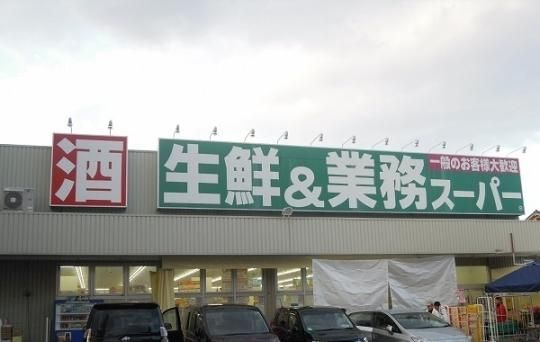 酒
生鮮&業務スーパー
一般のお客様大歓迎